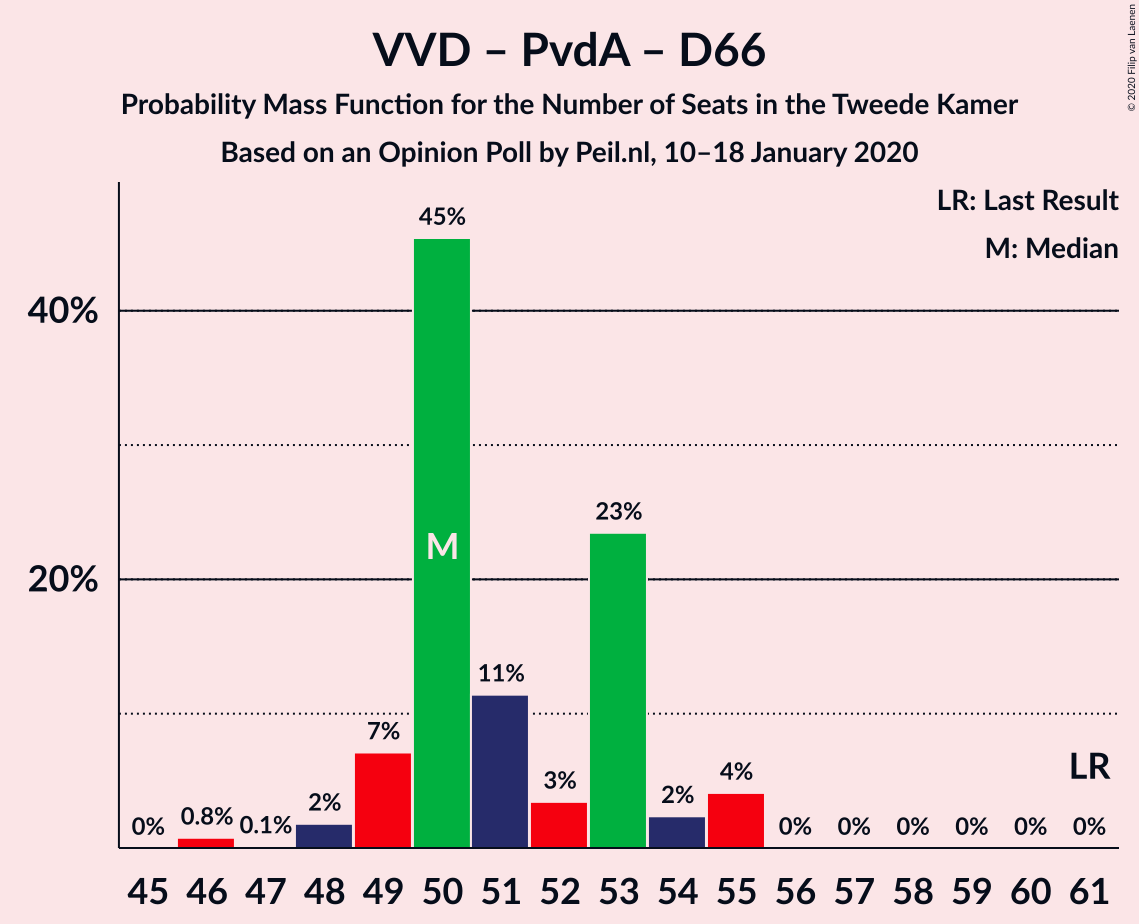 VVD – PvdA – D66
Probability Mass Function for the Number of Seats in the Tweede Kamer
Based on an Opinion Poll by Peil.nl, 10–18 January 2020
© 2020 Filip van Laenen
LR: Last Result
M: Median
40%
20%
0%
0.8%
0.1%
2%
7%
45%
M
11%
3%
23%
2%
4%
0%
0%
0%
0%
0%
0%
LR
45 46 47 48 49 50 51 52 53 54 55 56 57 58 59 60 61